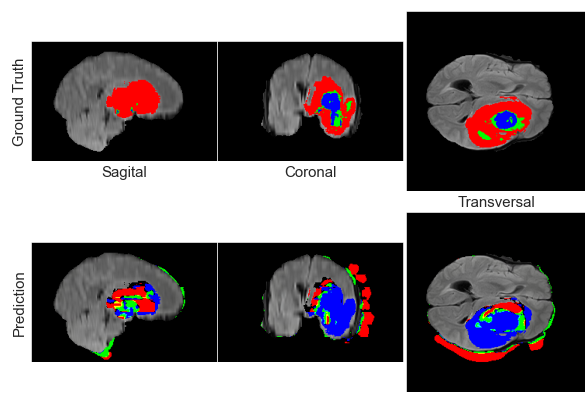 Ground Truth
Sagital
Coronal
Transversal
Prediction